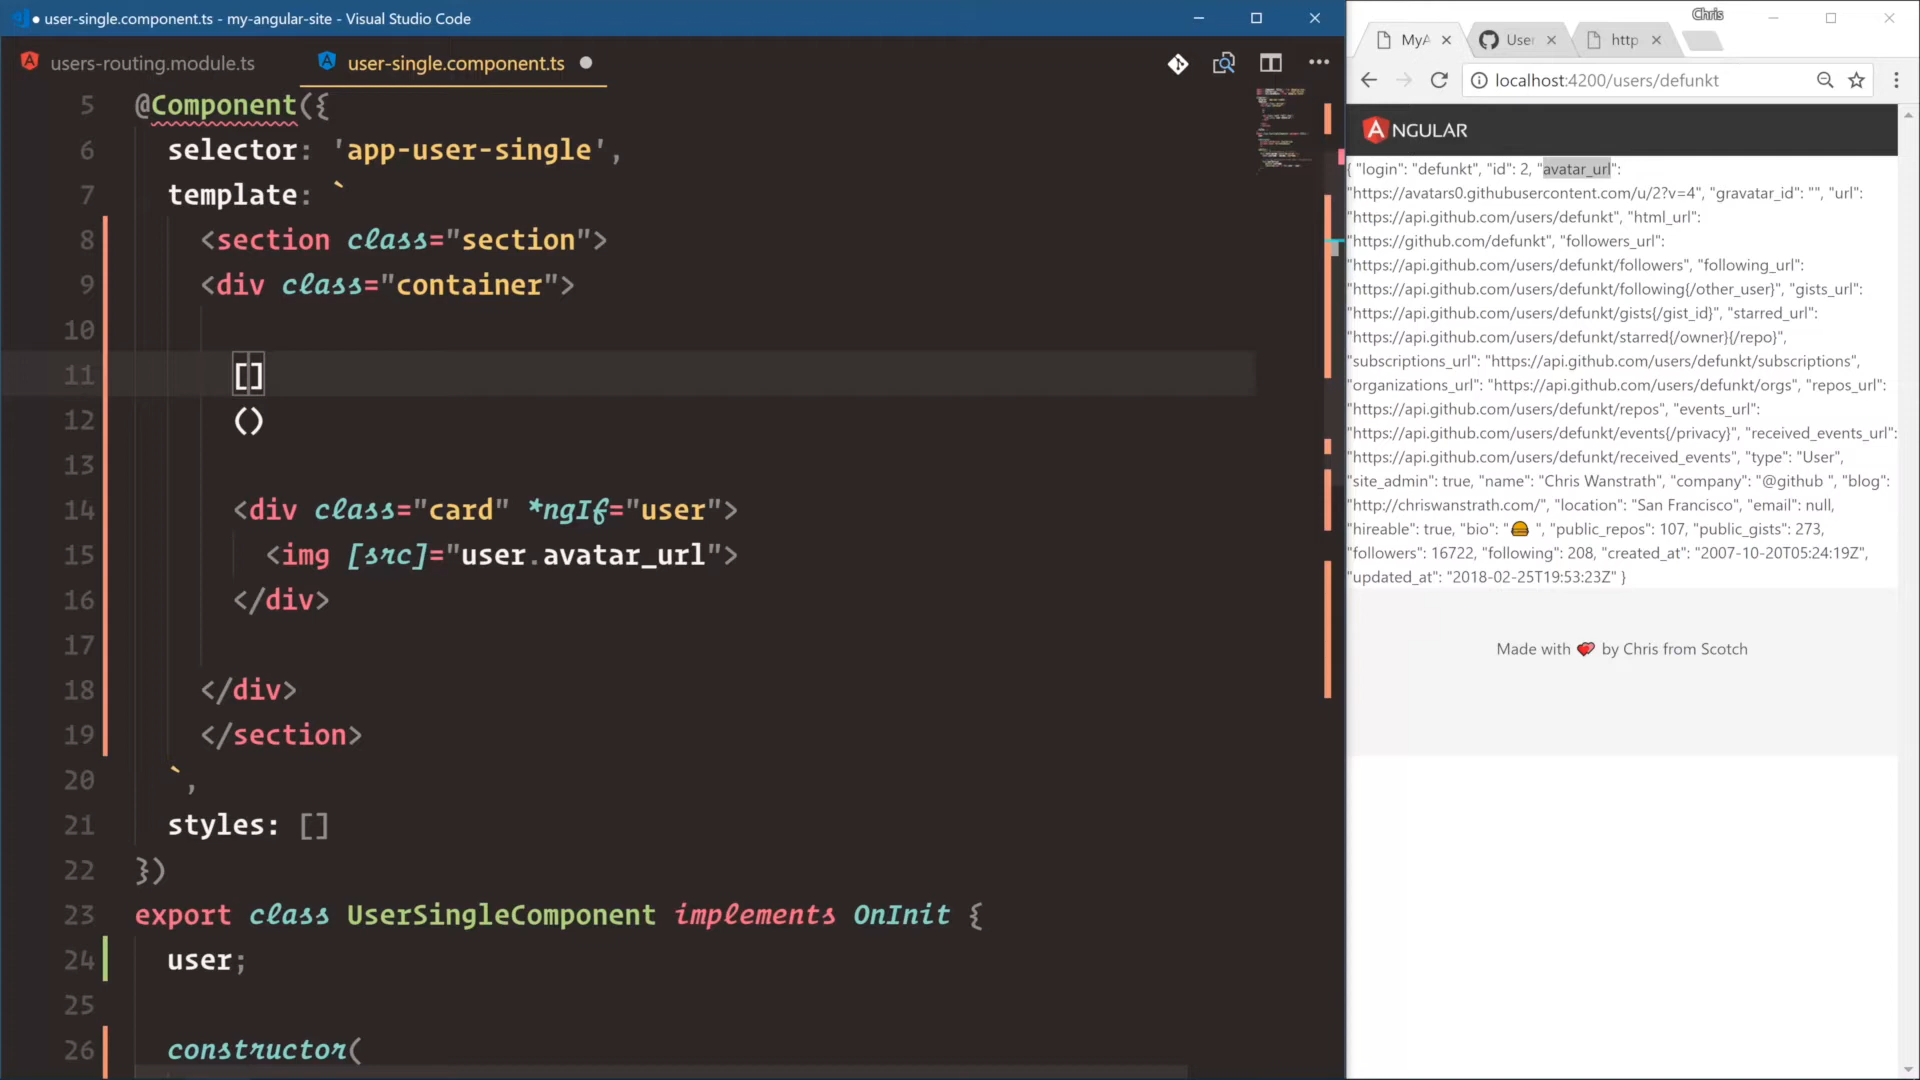 ● user-single.component.ts - my-angular-site - Visual Studio Code
users-routing.module.ts
user-single.component.ts
5 @Component({
6 selector: 'app-user-single',
7 template: `
8 <section class="section">
9 <div class="container">
10
11 []
12 ()
13
14 <div class="card" *ngIf="user">
15 <img [src]="user.avatar_url">
16 </div>
17
18 </div>
19 </section>
20 `,
21 styles: []
22 })
23 export class UserSingleComponent implements OnInit {
24 user;
25
26 constructor(
Chris
MyA
User
http
localhost:4200/users/defunkt
NGULAR
{ "login": "defunkt", "id": 2, "avatar_url":
"https://avatars0.githubusercontent.com/u/2?v=4", "gravatar_id": "", "url":
"https://api.github.com/users/defunkt", "html_url":
"https://github.com/defunkt", "followers_url":
"https://api.github.com/users/defunkt/followers", "following_url":
"https://api.github.com/users/defunkt/following{/other_user}", "gists_url":
"https://api.github.com/users/defunkt/gists{/gist_id}", "starred_url":
"https://api.github.com/users/defunkt/starred{/owner}{/repo}",
"subscriptions_url": "https://api.github.com/users/defunkt/subscriptions",
"organizations_url": "https://api.github.com/users/defunkt/orgs", "repos_url":
"https://api.github.com/users/defunkt/repos", "events_url":
"https://api.github.com/users/defunkt/events{/privacy}", "received_events_url":
"https://api.github.com/users/defunkt/received_events", "type": "User",
"site_admin": true, "name": "Chris Wanstrath", "company": "@github ", "blog":
"http://chriswanstrath.com/", "location": "San Francisco", "email": null,
"hireable": true, "bio": "🍔 ", "public_repos": 107, "public_gists": 273,
"followers": 16722, "following": 208, "created_at": "2007-10-20T05:24:19Z",
"updated_at": "2018-02-25T19:53:23Z" }
Made with 💕 by Chris from Scotch